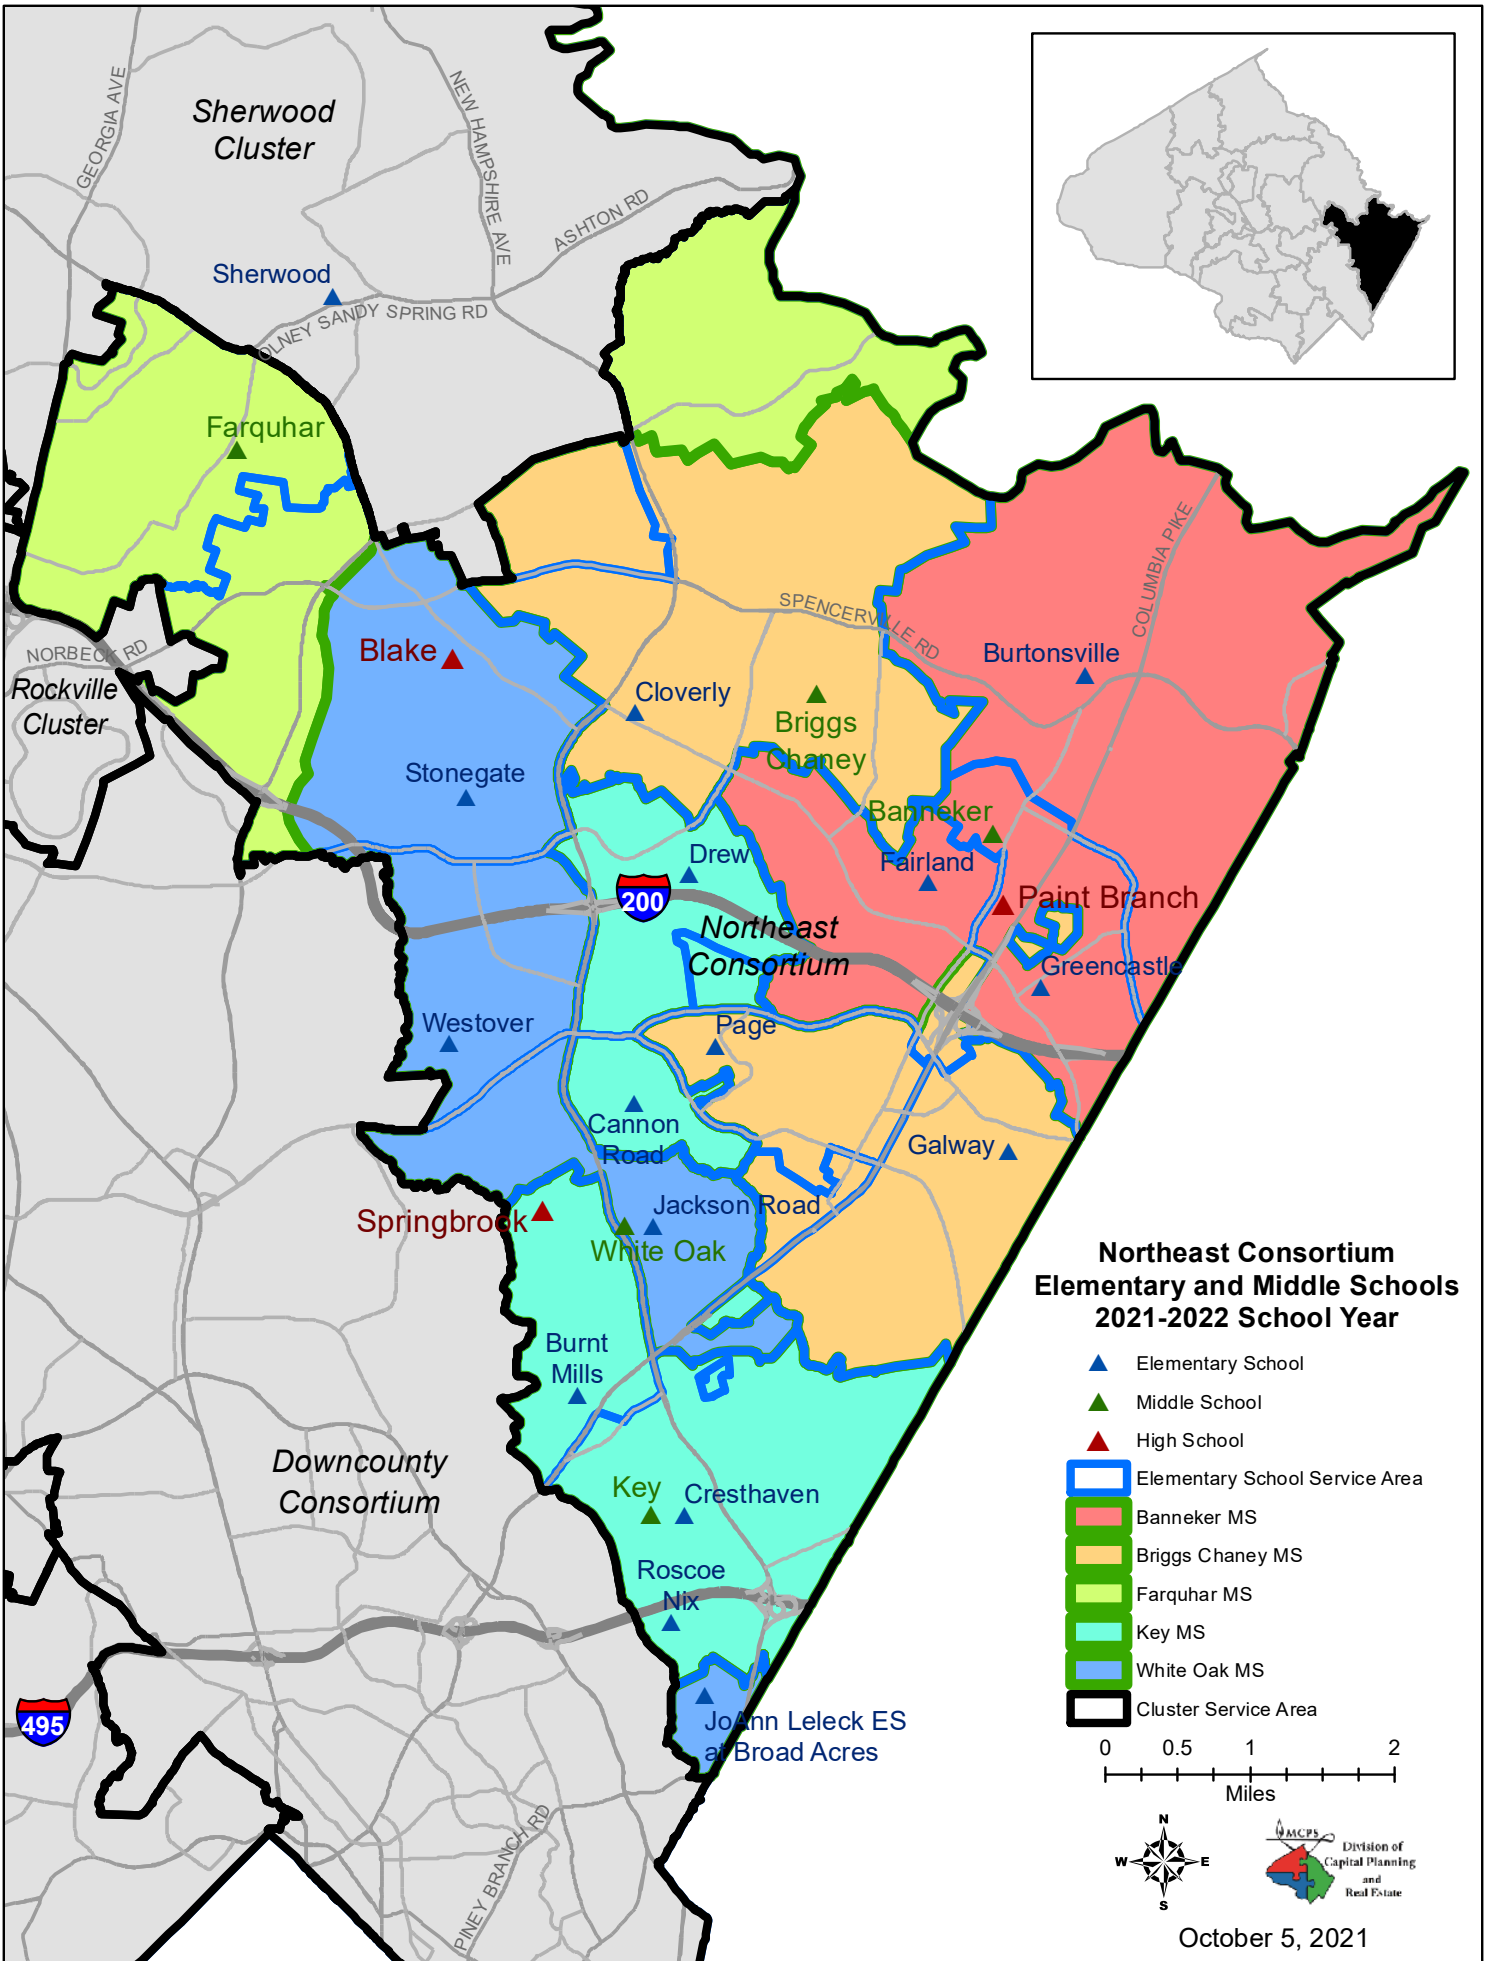 Sherwood
Cluster
GEORGIA AVE
NEW HAMPSHIRE AVE
ASHTON RD
Sherwood
OLNEY SANDY SPRING RD
Farquhar
COLUMBIA PIKE
SPENCERVILLE RD
NORBECK RD
Rockville
Cluster
Blake
Burtonsville
Cloverly
Briggs
Chaney
Stonegate
Banneker
Drew
Fairland
200
Paint Branch
Northeast
Consortium
Greencastle
Westover
Page
Cannon
Road
Galway
Springbrook
Jackson Road
White Oak
Burnt
Mills
Downcounty
Consortium
Key
Cresthaven
Roscoe
Nix
495
JoAnn Leleck ES
at Broad Acres
PINEY BRANCH RD
Northeast Consortium
Elementary and Middle Schools
2021-2022 School Year
Elementary School
Middle School
High School
Elementary School Service Area
Banneker MS
Briggs Chaney MS
Farquhar MS
Key MS
White Oak MS
Cluster Service Area
0 0.5 1 2
Miles
N
W E
S
MCPS
Division of
Capital Planning
and
Real Estate
October 5, 2021